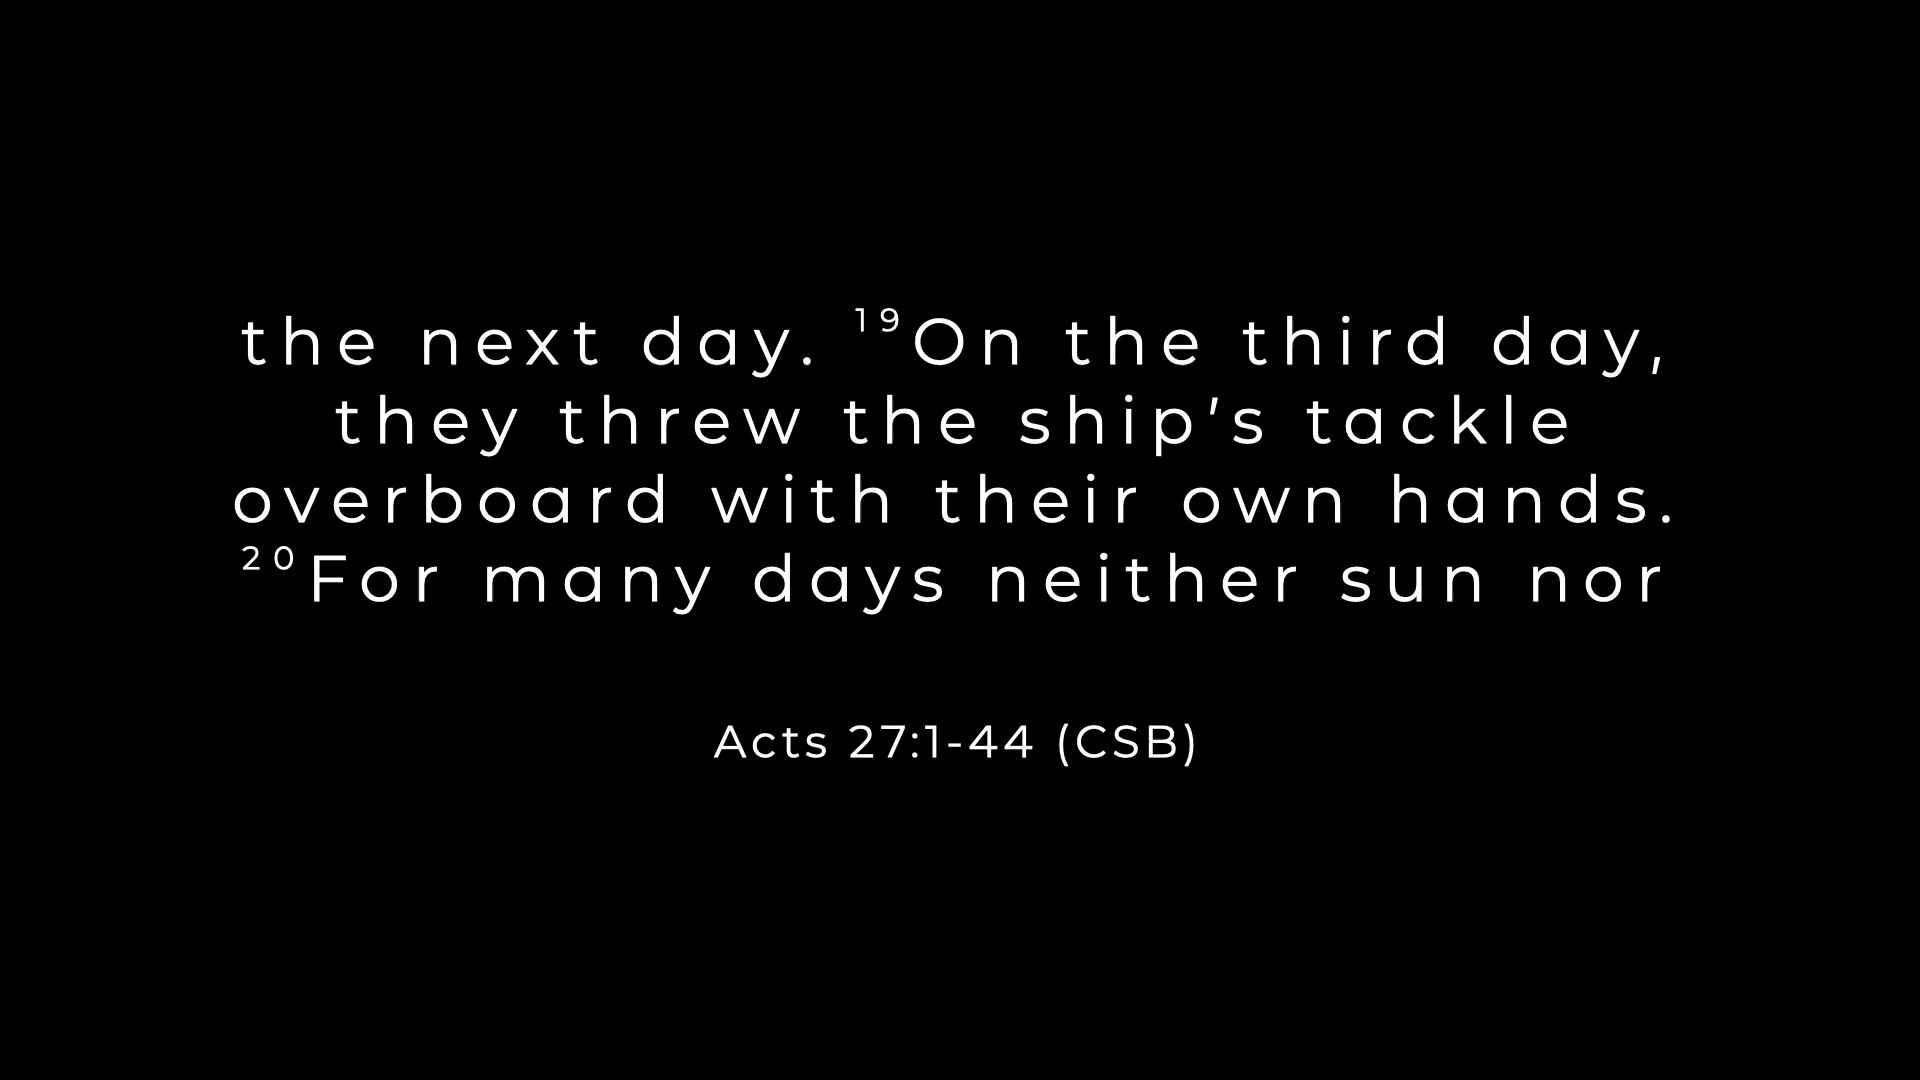 the next day. ¹⁹On the third day,
they threw the ship's tackle
overboard with their own hands.
²⁰For many days neither sun nor
Acts 27:1-44 (CSB)